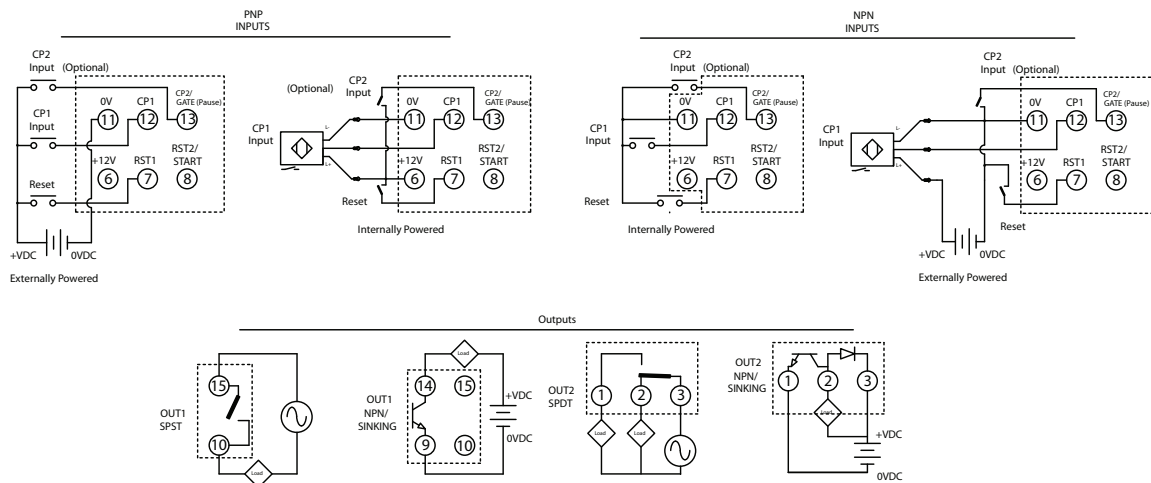 PNP
INPUTS
CP2
Input
(Optional)
0V
CP1
CP2/
GATE (Pause)
11
12
13
CP1
Input
+12V
RST1
RST2/
START
6
7
8
Reset
+VDC
0VDC
Externally Powered
(Optional)
CP2
Input
0V
CP1
CP2/
GATE (Pause)
L-
11
12
13
CP1
Input
L+
+12V
RST1
RST2/
START
6
7
8
Reset
Internally Powered
NPN
INPUTS
CP2
Input
(Optional)
0V
CP1
CP2/
GATE (Pause)
11
12
13
CP1
Input
+12V
RST1
RST2/
START
6
7
8
Reset
Internally Powered
CP2
Input
(Optional)
0V
CP1
CP2/
GATE (Pause)
L-
11
12
13
CP1
Input
L+
+12V
RST1
RST2/
START
6
7
8
Reset
+VDC
0VDC
Externally Powered
Outputs
15
OUT1
SPST
10
Load
Load
14
15
OUT1
NPN/
SINKING
9
10
+VDC
0VDC
1
2
3
OUT2
SPDT
Load
Load
OUT2
NPN/
SINKING
1
2
3
Load
+VDC
0VDC